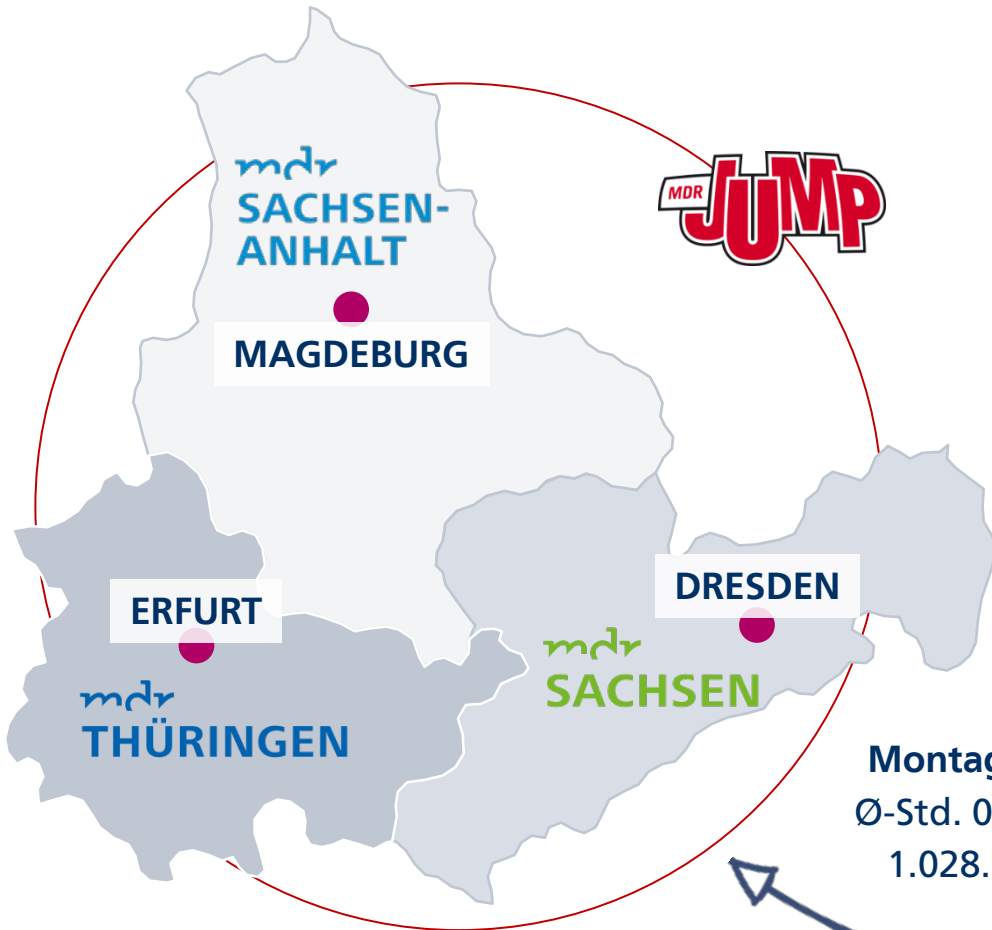 mdr
SACHSEN-
ANHALT
MDR JUMP
MAGDEBURG
ERFURT
DRESDEN
mdr
SACHSEN
mdr
THÜRINGEN
Montag
Ø-Std. 0
1.028.